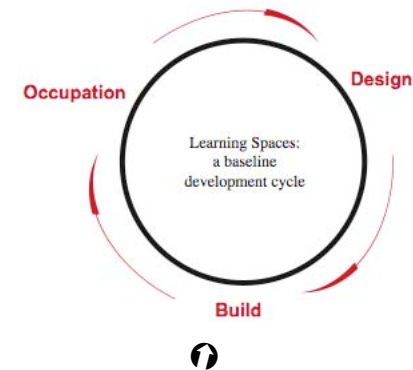 Occupation
Design
Learning Spaces:
a baseline
development cycle
Build